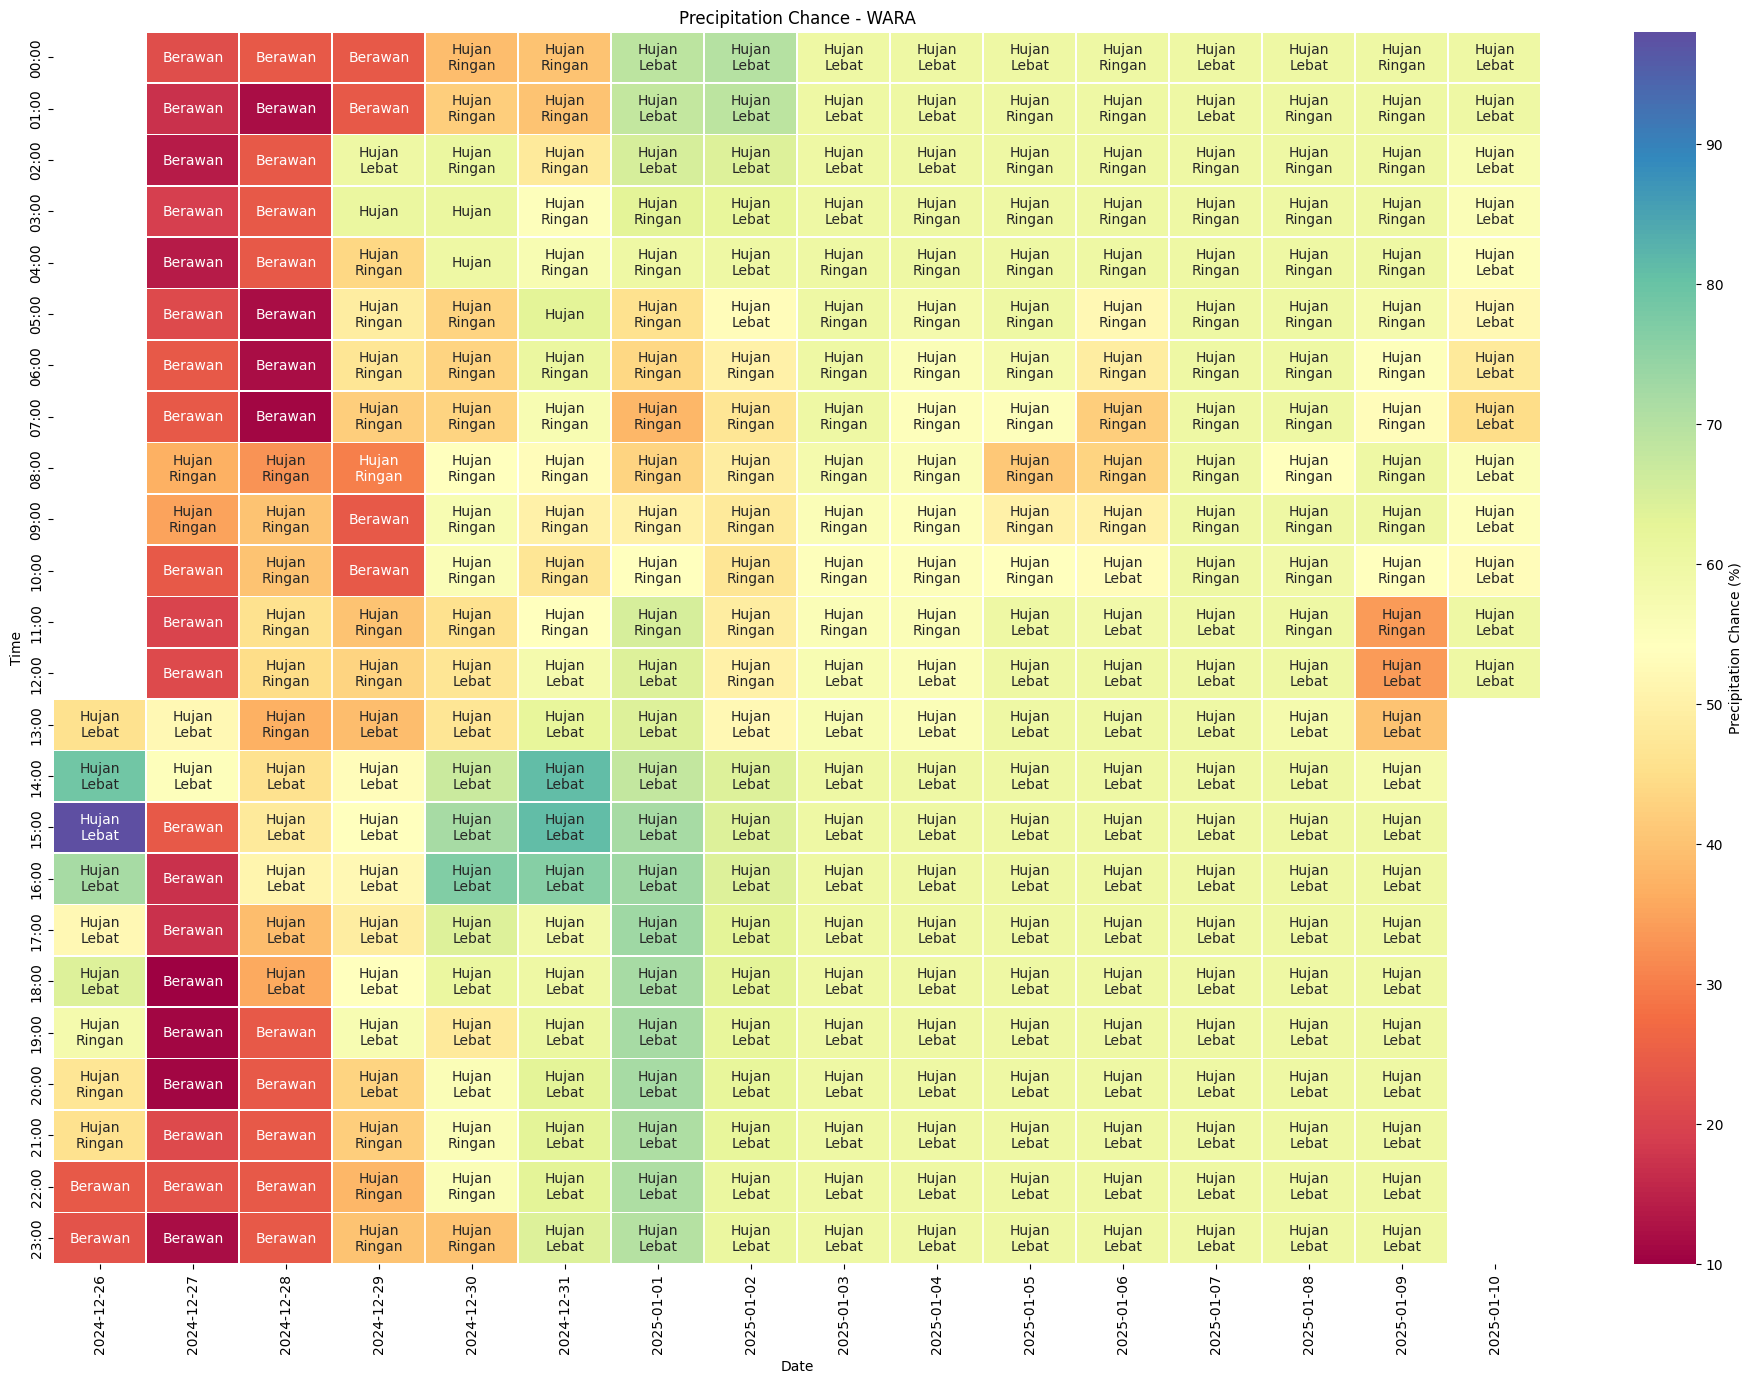 Precipitation Chance - WARA
00:00 Berawan Berawan Berawan Hujan Ringan Hujan Ringan Hujan Lebat Hujan Lebat Hujan Lebat Hujan Lebat Hujan Lebat Hujan Ringan Hujan Lebat Hujan Lebat Hujan Ringan Hujan Lebat
01:00 Berawan Berawan Berawan Hujan Ringan Hujan Ringan Hujan Lebat Hujan Lebat Hujan Lebat Hujan Lebat Hujan Ringan Hujan Ringan Hujan Lebat Hujan Ringan Hujan Ringan Hujan Lebat
02:00 Berawan Berawan Hujan Lebat Hujan Ringan Hujan Ringan Hujan Lebat Hujan Lebat Hujan Lebat Hujan Lebat Hujan Ringan Hujan Ringan Hujan Ringan Hujan Ringan Hujan Ringan Hujan Lebat
03:00 Berawan Berawan Hujan Hujan Hujan Ringan Hujan Ringan Hujan Lebat Hujan Lebat Hujan Ringan Hujan Ringan Hujan Ringan Hujan Ringan Hujan Ringan Hujan Ringan Hujan Lebat
04:00 Berawan Berawan Hujan Ringan Hujan Hujan Ringan Hujan Ringan Hujan Lebat Hujan Ringan Hujan Ringan Hujan Ringan Hujan Ringan Hujan Ringan Hujan Ringan Hujan Ringan Hujan Lebat
05:00 Berawan Berawan Hujan Ringan Hujan Ringan Hujan Hujan Ringan Hujan Lebat Hujan Ringan Hujan Ringan Hujan Ringan Hujan Ringan Hujan Ringan Hujan Ringan Hujan Ringan Hujan Lebat
06:00 Berawan Berawan Hujan Ringan Hujan Ringan Hujan Ringan Hujan Ringan Hujan Ringan Hujan Ringan Hujan Ringan Hujan Ringan Hujan Ringan Hujan Ringan Hujan Ringan Hujan Ringan Hujan Lebat
07:00 Berawan Berawan Hujan Ringan Hujan Ringan Hujan Ringan Hujan Ringan Hujan Ringan Hujan Ringan Hujan Ringan Hujan Ringan Hujan Ringan Hujan Ringan Hujan Ringan Hujan Ringan Hujan Lebat
08:00 Hujan Ringan Hujan Ringan Hujan Ringan Hujan Ringan Hujan Ringan Hujan Ringan Hujan Ringan Hujan Ringan Hujan Ringan Hujan Ringan Hujan Ringan Hujan Ringan Hujan Ringan Hujan Ringan Hujan Lebat
09:00 Hujan Ringan Hujan Ringan Berawan Hujan Ringan Hujan Ringan Hujan Ringan Hujan Ringan Hujan Ringan Hujan Ringan Hujan Ringan Hujan Ringan Hujan Ringan Hujan Ringan Hujan Ringan Hujan Lebat
10:00 Berawan Hujan Ringan Berawan Hujan Ringan Hujan Ringan Hujan Ringan Hujan Ringan Hujan Ringan Hujan Ringan Hujan Ringan Hujan Lebat Hujan Ringan Hujan Ringan Hujan Ringan Hujan Lebat
11:00 Berawan Hujan Ringan Hujan Ringan Hujan Ringan Hujan Ringan Hujan Ringan Hujan Ringan Hujan Ringan Hujan Ringan Hujan Lebat Hujan Lebat Hujan Lebat Hujan Ringan Hujan Ringan Hujan Lebat
12:00 Berawan Hujan Ringan Hujan Ringan Hujan Lebat Hujan Lebat Hujan Lebat Hujan Ringan Hujan Lebat Hujan Lebat Hujan Lebat Hujan Lebat Hujan Lebat Hujan Lebat Hujan Lebat Hujan Lebat
13:00 Hujan Lebat Hujan Lebat Hujan Ringan Hujan Lebat Hujan Lebat Hujan Lebat Hujan Lebat Hujan Lebat Hujan Lebat Hujan Lebat Hujan Lebat Hujan Lebat Hujan Lebat Hujan Lebat Hujan Lebat
14:00 Hujan Lebat Hujan Lebat Hujan Lebat Hujan Lebat Hujan Lebat Hujan Lebat Hujan Lebat Hujan Lebat Hujan Lebat Hujan Lebat Hujan Lebat Hujan Lebat Hujan Lebat Hujan Lebat Hujan Lebat
15:00 Hujan Lebat Berawan Hujan Lebat Hujan Lebat Hujan Lebat Hujan Lebat Hujan Lebat Hujan Lebat Hujan Lebat Hujan Lebat Hujan Lebat Hujan Lebat Hujan Lebat Hujan Lebat Hujan Lebat
16:00 Hujan Lebat Berawan Hujan Lebat Hujan Lebat Hujan Lebat Hujan Lebat Hujan Lebat Hujan Lebat Hujan Lebat Hujan Lebat Hujan Lebat Hujan Lebat Hujan Lebat Hujan Lebat Hujan Lebat
17:00 Hujan Lebat Berawan Hujan Lebat Hujan Lebat Hujan Lebat Hujan Lebat Hujan Lebat Hujan Lebat Hujan Lebat Hujan Lebat Hujan Lebat Hujan Lebat Hujan Lebat Hujan Lebat Hujan Lebat
18:00 Hujan Lebat Berawan Hujan Lebat Hujan Lebat Hujan Lebat Hujan Lebat Hujan Lebat Hujan Lebat Hujan Lebat Hujan Lebat Hujan Lebat Hujan Lebat Hujan Lebat Hujan Lebat Hujan Lebat
19:00 Hujan Ringan Berawan Berawan Hujan Lebat Hujan Lebat Hujan Lebat Hujan Lebat Hujan Lebat Hujan Lebat Hujan Lebat Hujan Lebat Hujan Lebat Hujan Lebat Hujan Lebat Hujan Lebat
20:00 Hujan Ringan Berawan Berawan Hujan Lebat Hujan Lebat Hujan Lebat Hujan Lebat Hujan Lebat Hujan Lebat Hujan Lebat Hujan Lebat Hujan Lebat Hujan Lebat Hujan Lebat Hujan Lebat
21:00 Hujan Ringan Berawan Berawan Hujan Ringan Hujan Ringan Hujan Lebat Hujan Lebat Hujan Lebat Hujan Lebat Hujan Lebat Hujan Lebat Hujan Lebat Hujan Lebat Hujan Lebat Hujan Lebat
22:00 Berawan Berawan Berawan Hujan Ringan Hujan Ringan Hujan Lebat Hujan Lebat Hujan Lebat Hujan Lebat Hujan Lebat Hujan Lebat Hujan Lebat Hujan Lebat Hujan Lebat Hujan Lebat
23:00 Berawan Berawan Berawan Hujan Ringan Hujan Ringan Hujan Lebat Hujan Lebat Hujan Lebat Hujan Lebat Hujan Lebat Hujan Lebat Hujan Lebat Hujan Lebat Hujan Lebat Hujan Lebat
Time
2024-12-26 2024-12-27 2024-12-28 2024-12-29 2024-12-30 2024-12-31 2025-01-01 2025-01-02 2025-01-03 2025-01-04 2025-01-05 2025-01-06 2025-01-07 2025-01-08 2025-01-09 2025-01-10
Date
90
80
70
60
50
40
30
20
10
Precipitation Chance (%)